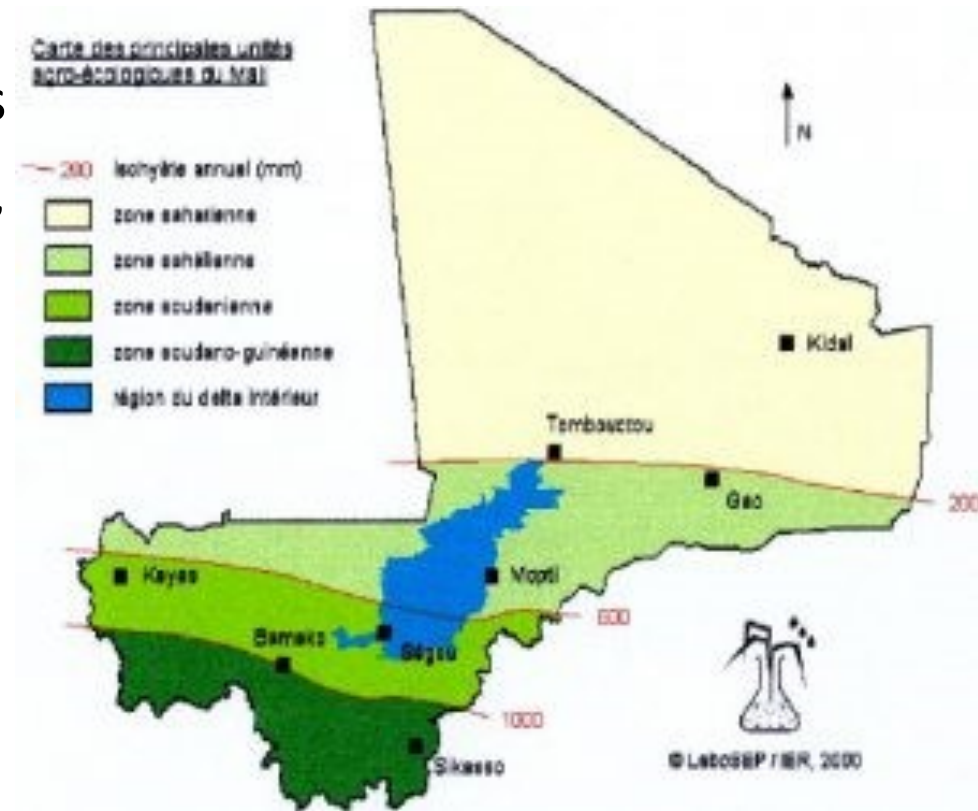 Carte des principales unités
agro-écologiques du Mali
s
,
N
200 Isohyète annuel (mm)
zone saharienne
zone sahélienne
zone soudanienne
zone soudano-guinéenne
région du delta intérieur
Kidal
Tombouctou
Gao
200
Kayes
Mopti
600
Bamako
Ségou
1000
Sikasso
© LaboSEP / IER, 2000